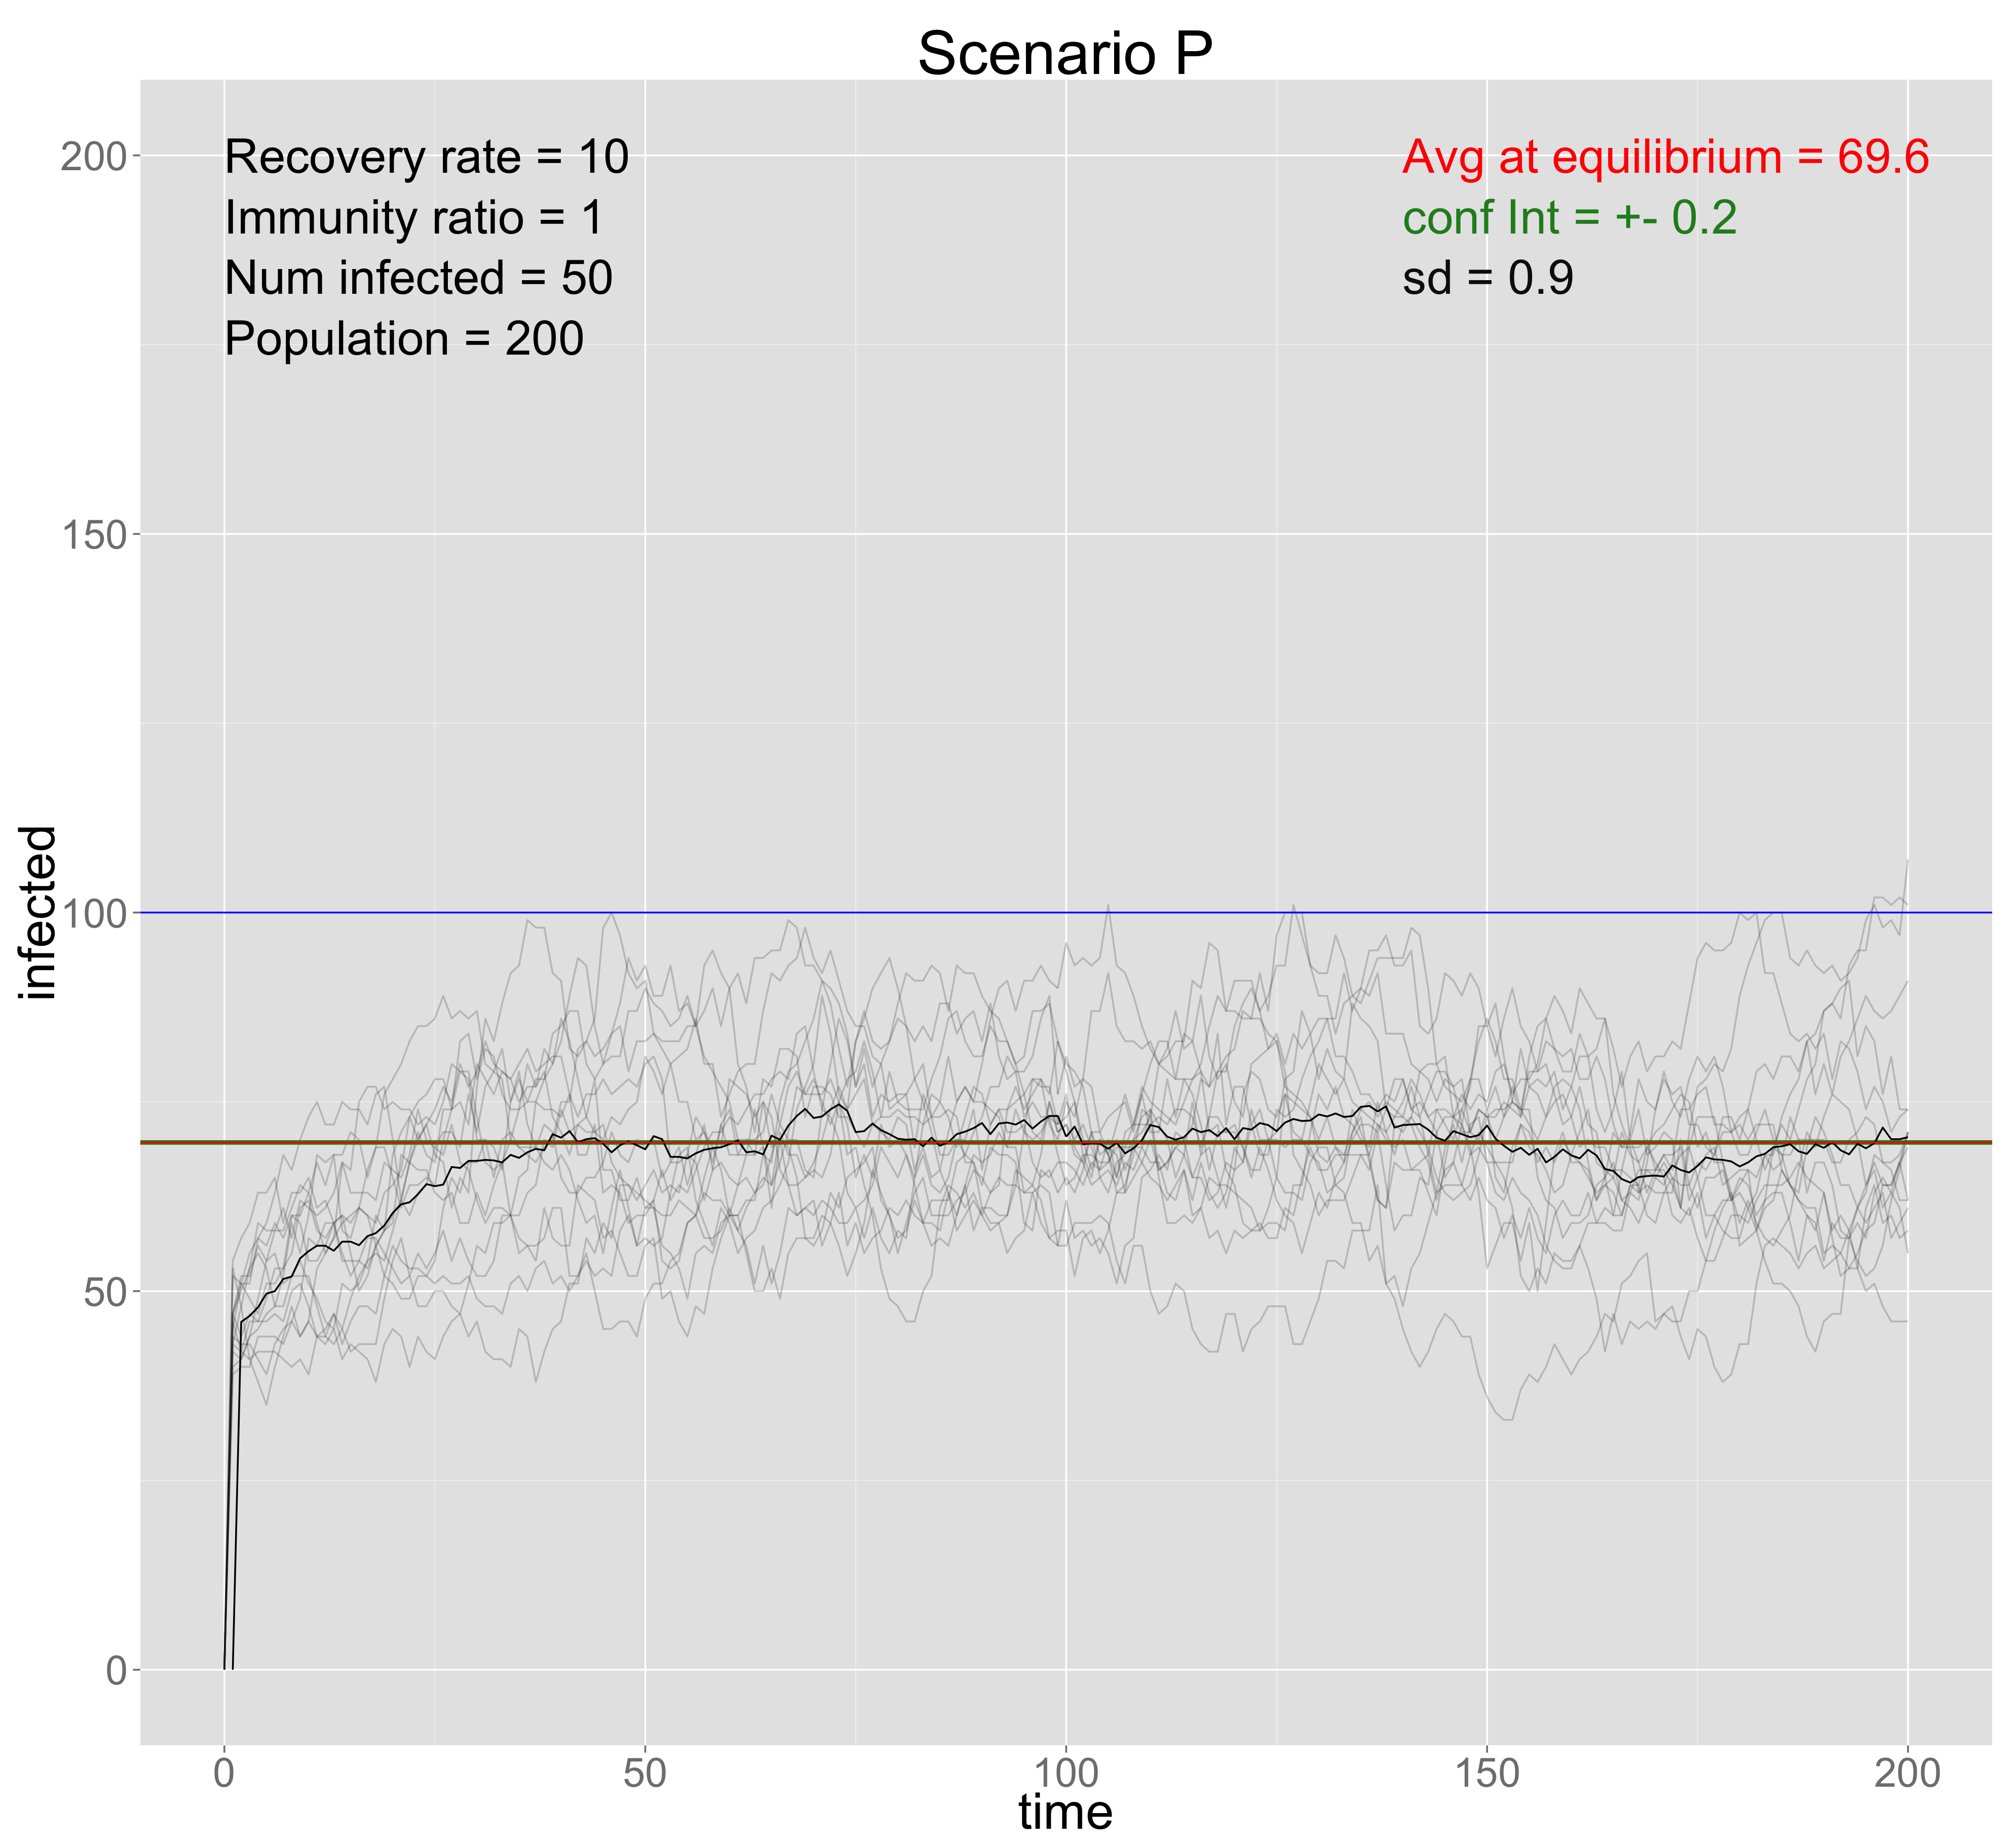 Scenario P
Recovery rate = 10
Immunity ratio = 1
Num infected = 50
Population = 200
Avg at equilibrium = 69.6
conf Int = +- 0.2
sd = 0.9
infected
200
150
100
50
0
0 50 100 150 200
time